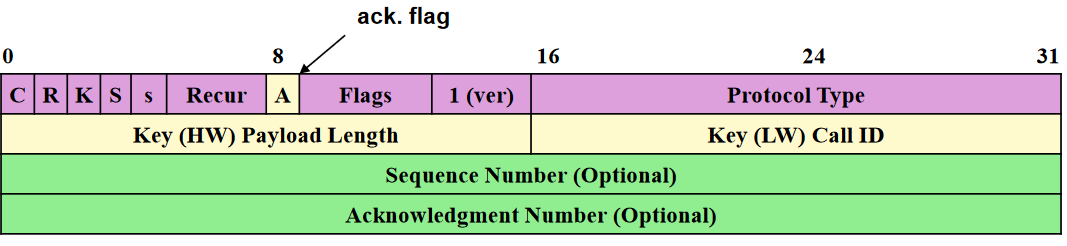 ack. flag
0 8 16 24 31
C R K S s Recur A Flags 1 (ver) Protocol Type
Key (HW) Payload Length Key (LW) Call ID
Sequence Number (Optional)
Acknowledgment Number (Optional)